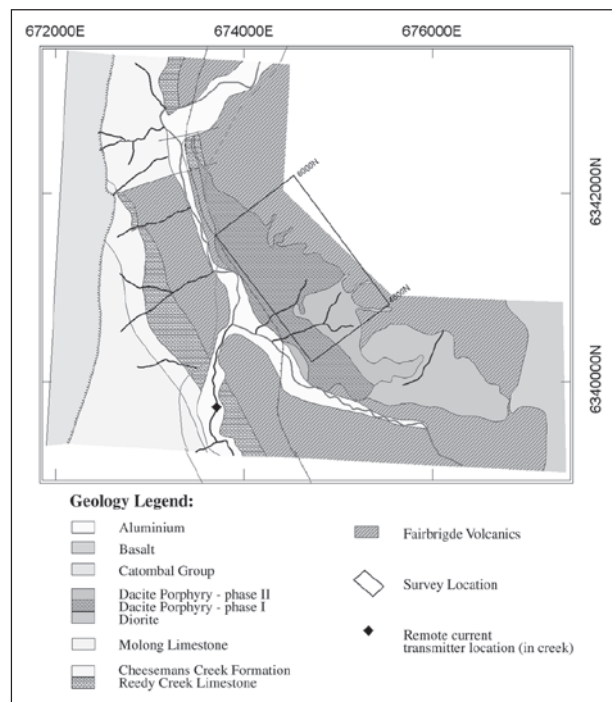 672000E 674000E 676000E
6342000N
6340000N
8000N
Geology Legend:
Aluminium
Basalt
Catombal Group
Dacite Porphyry - phase II
Dacite Porphyry - phase I
Diorite
Molong Limestone
Cheesemans Creek Formation
Reedy Creek Limestone
Fairbrigde Volcanics
Survey Location
Remote current
transmitter location (in creek)